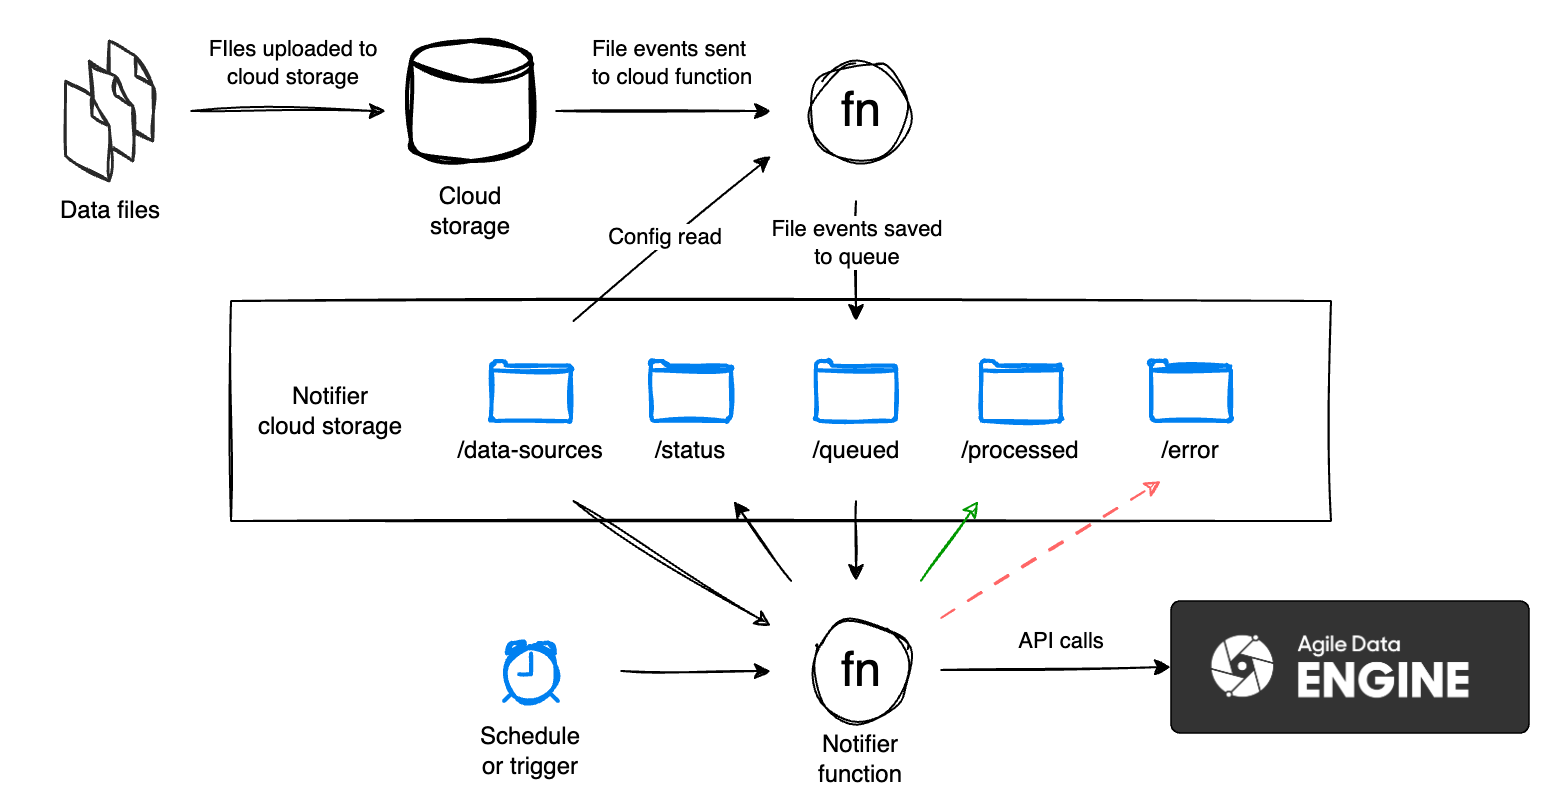 FIles uploaded to
cloud storage
File events sent
to cloud function
fn
Data files
Cloud
storage
Config read
File events saved
to queue
Notifier
cloud storage
/data-sources
/status
/queued
/processed
/error
Schedule
or trigger
fn
Notifier
function
API calls
Agile Data
ENGINE